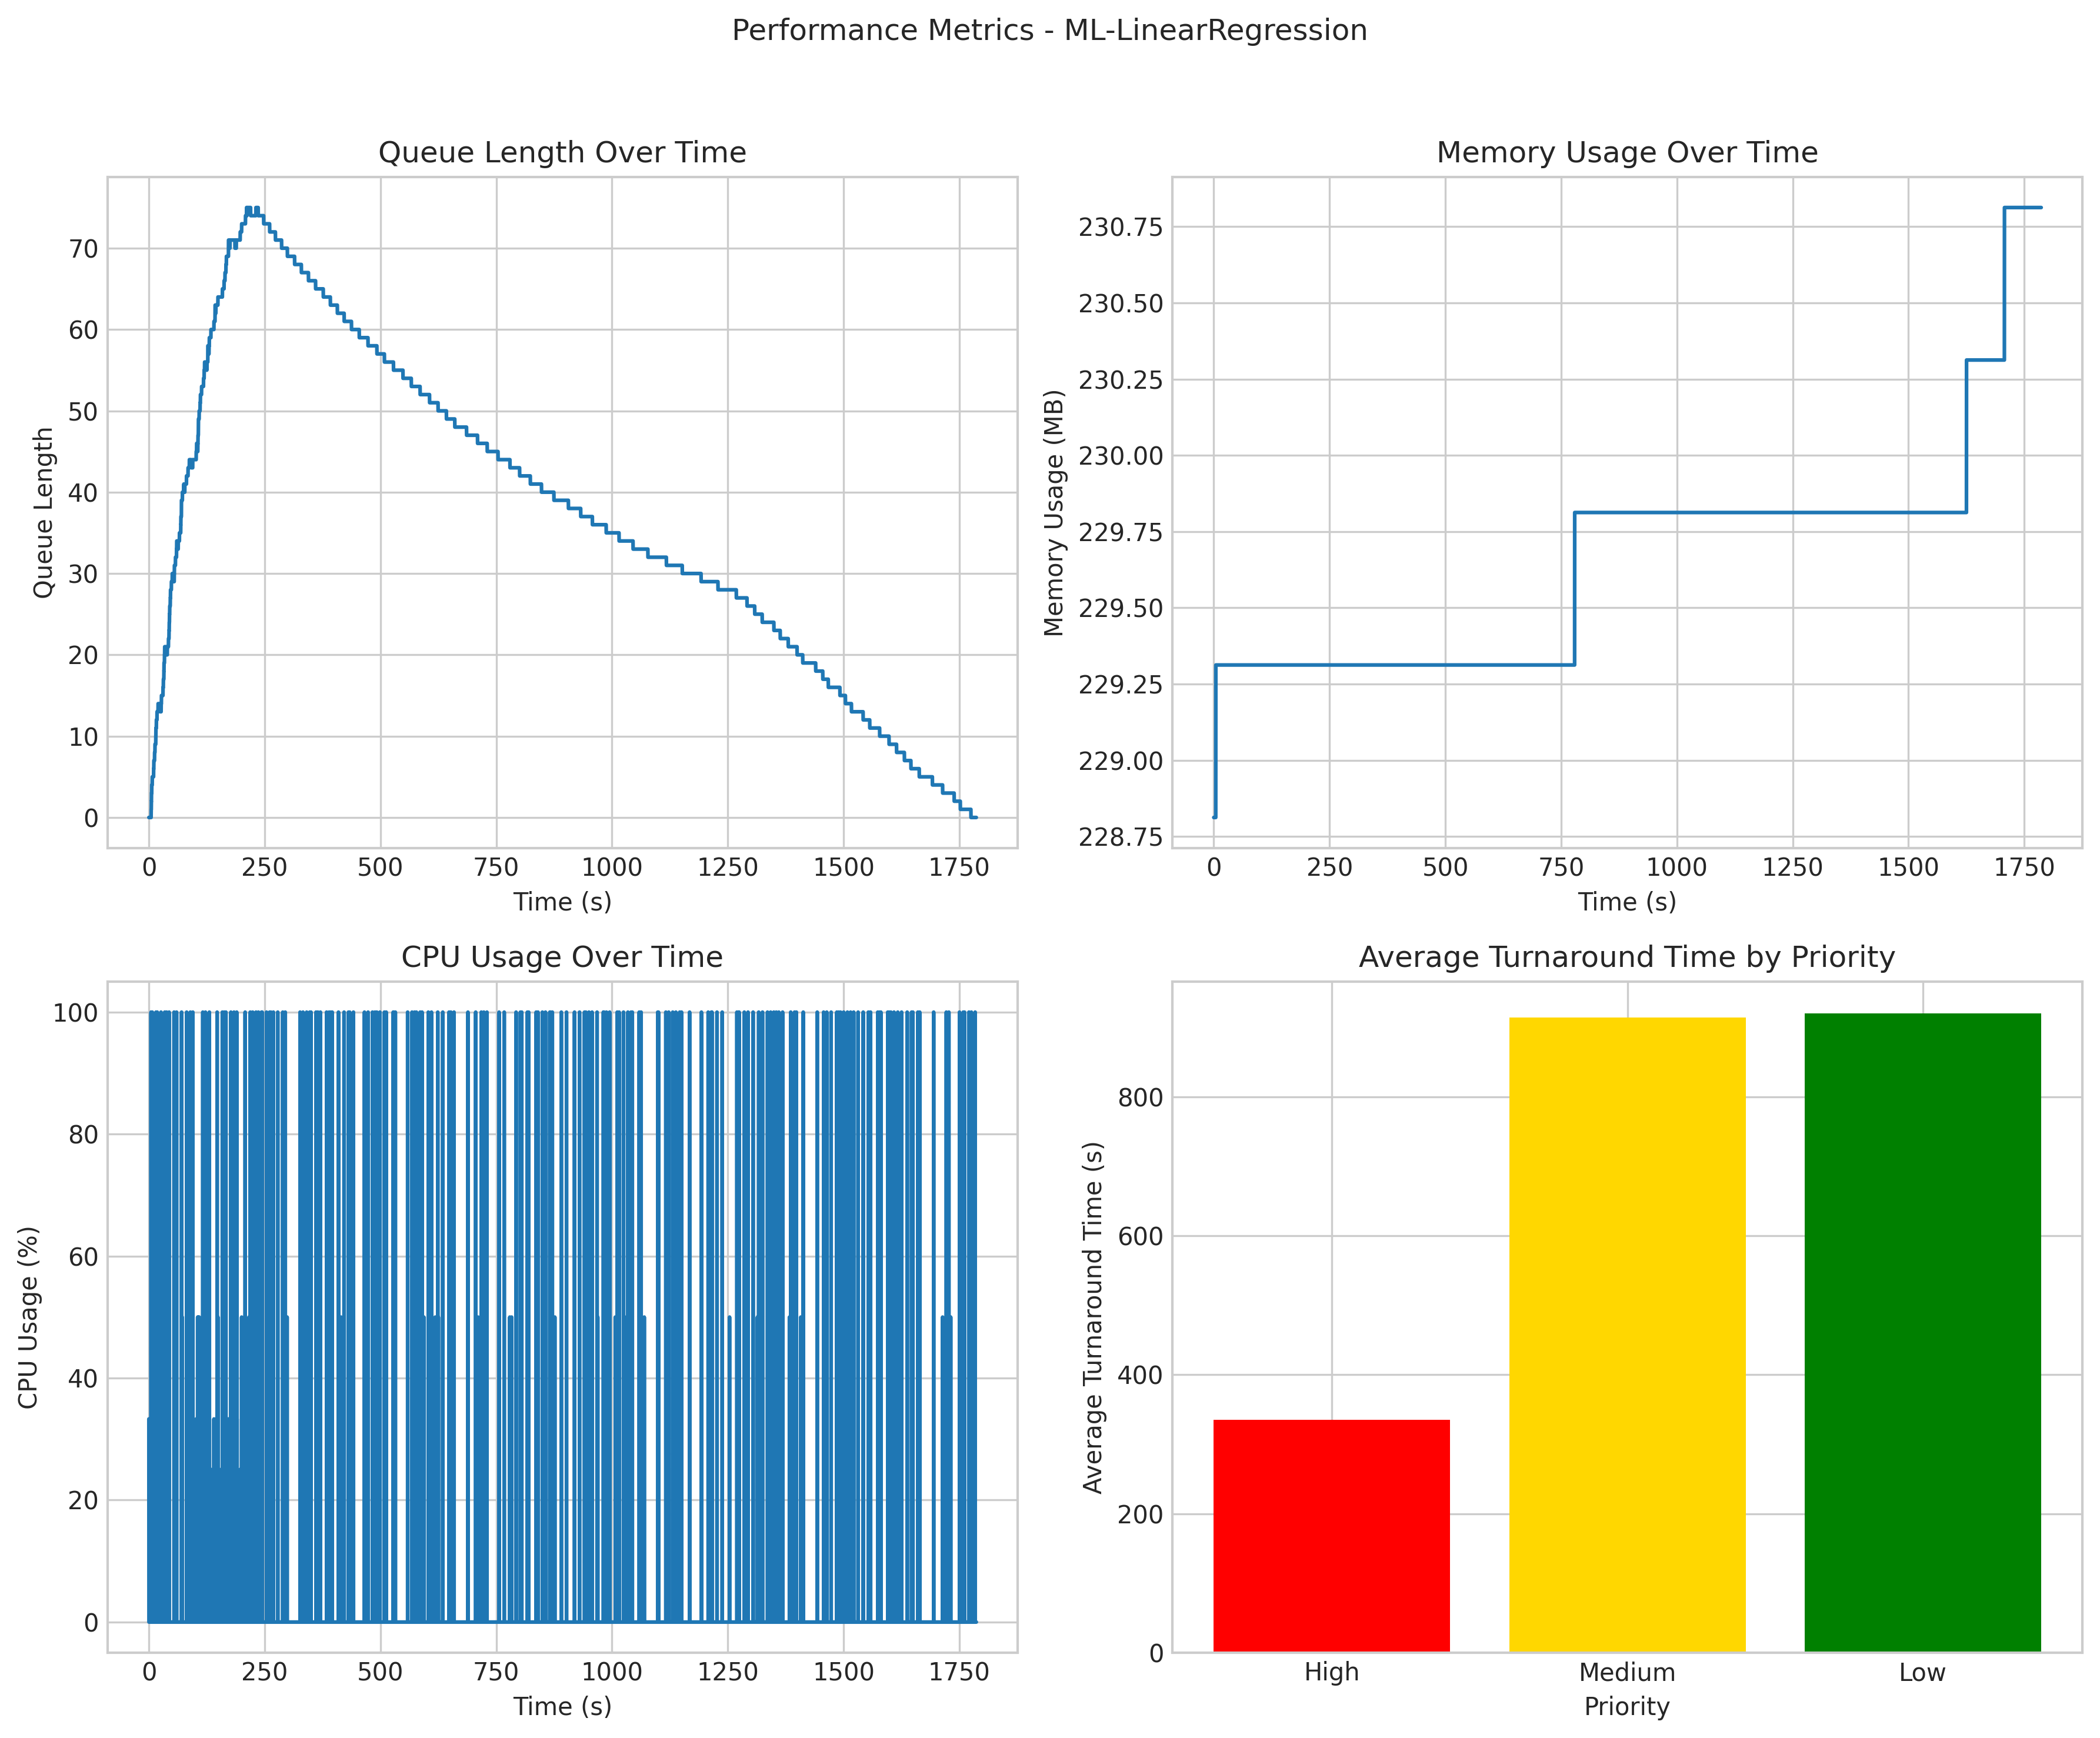 Performance Metrics - ML-LinearRegression
Queue Length Over Time
Queue Length
70
60
50
40
30
20
10
0
0 250 500 750 1000 1250 1500 1750
Time (s)
Memory Usage Over Time
Memory Usage (MB)
230.75
230.50
230.25
230.00
229.75
229.50
229.25
229.00
228.75
0 250 500 750 1000 1250 1500 1750
Time (s)
CPU Usage Over Time
CPU Usage (%)
100
80
60
40
20
0
0 250 500 750 1000 1250 1500 1750
Time (s)
Average Turnaround Time by Priority
Average Turnaround Time (s)
800
600
400
200
0
High Medium Low
Priority